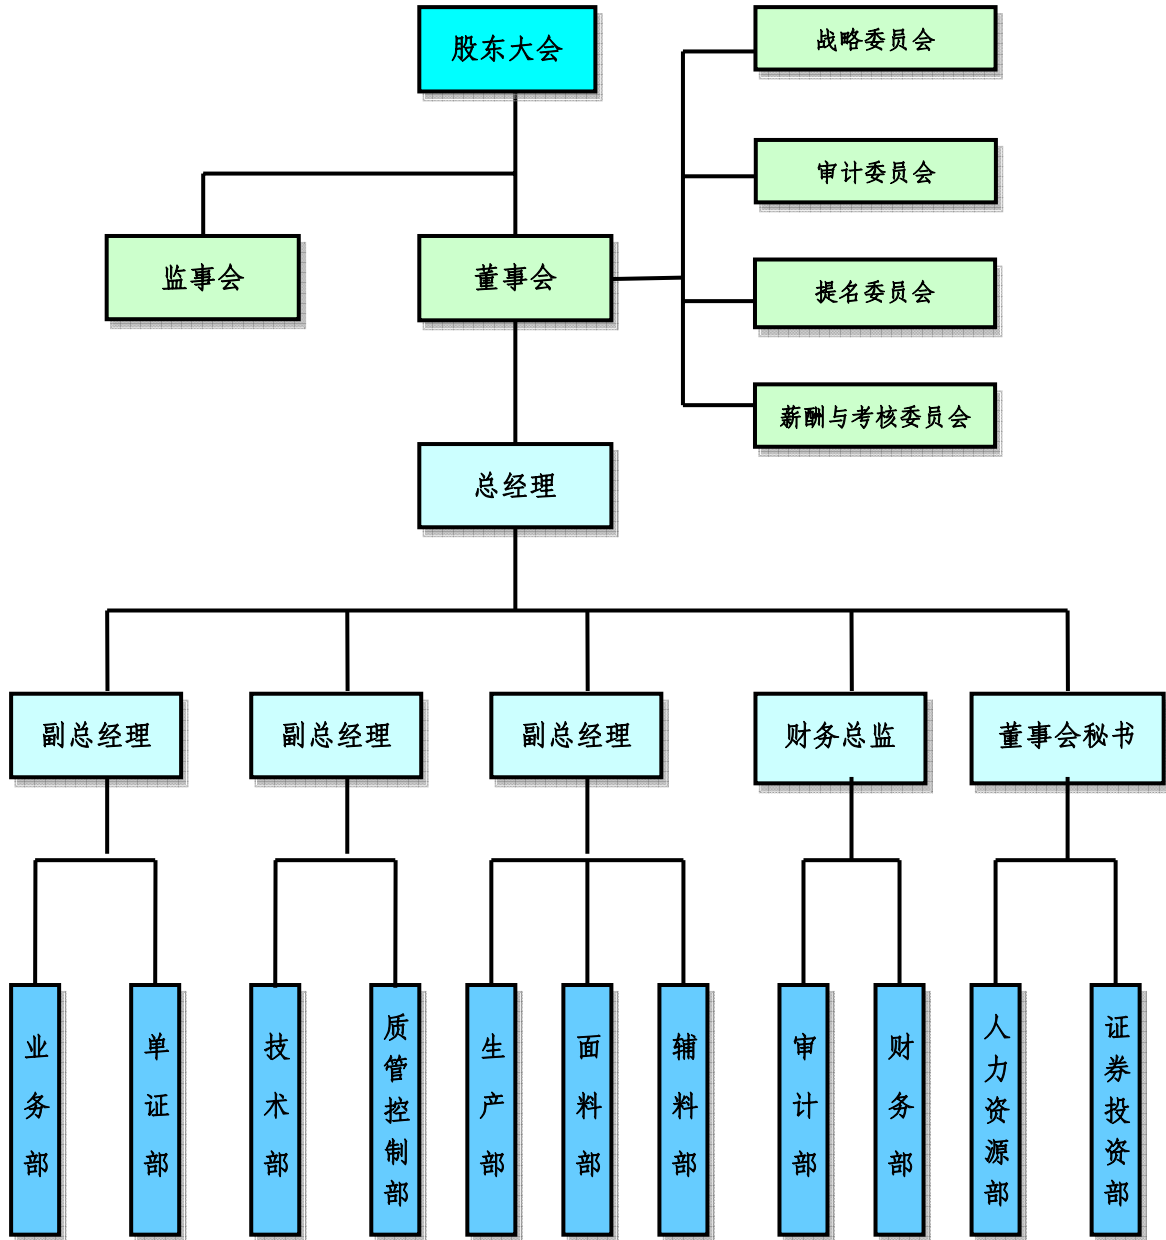 股东大会
战略委员会
审计委员会
监事会
董事会
提名委员会
薪酬与考核委员会
总经理
副总经理
副总经理
副总经理
财务总监
董事会秘书
业务部
单证部
技术部
质管控制部
生产部
面料部
辅料部
审计部
财务部
人力资源部
证券投资部